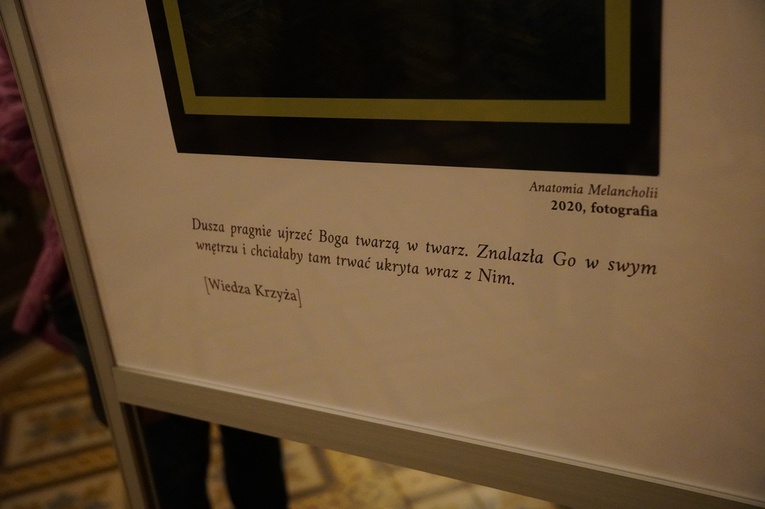 Anatomia Melancholii
2020, fotografia
Dusza pragnie ujrzeć Boga twarzą w twarz. Znalazła Go w swym
wnętrzu i chciałaby tam trwać ukryta wraz z Nim.
[Wiedza Krzyża]